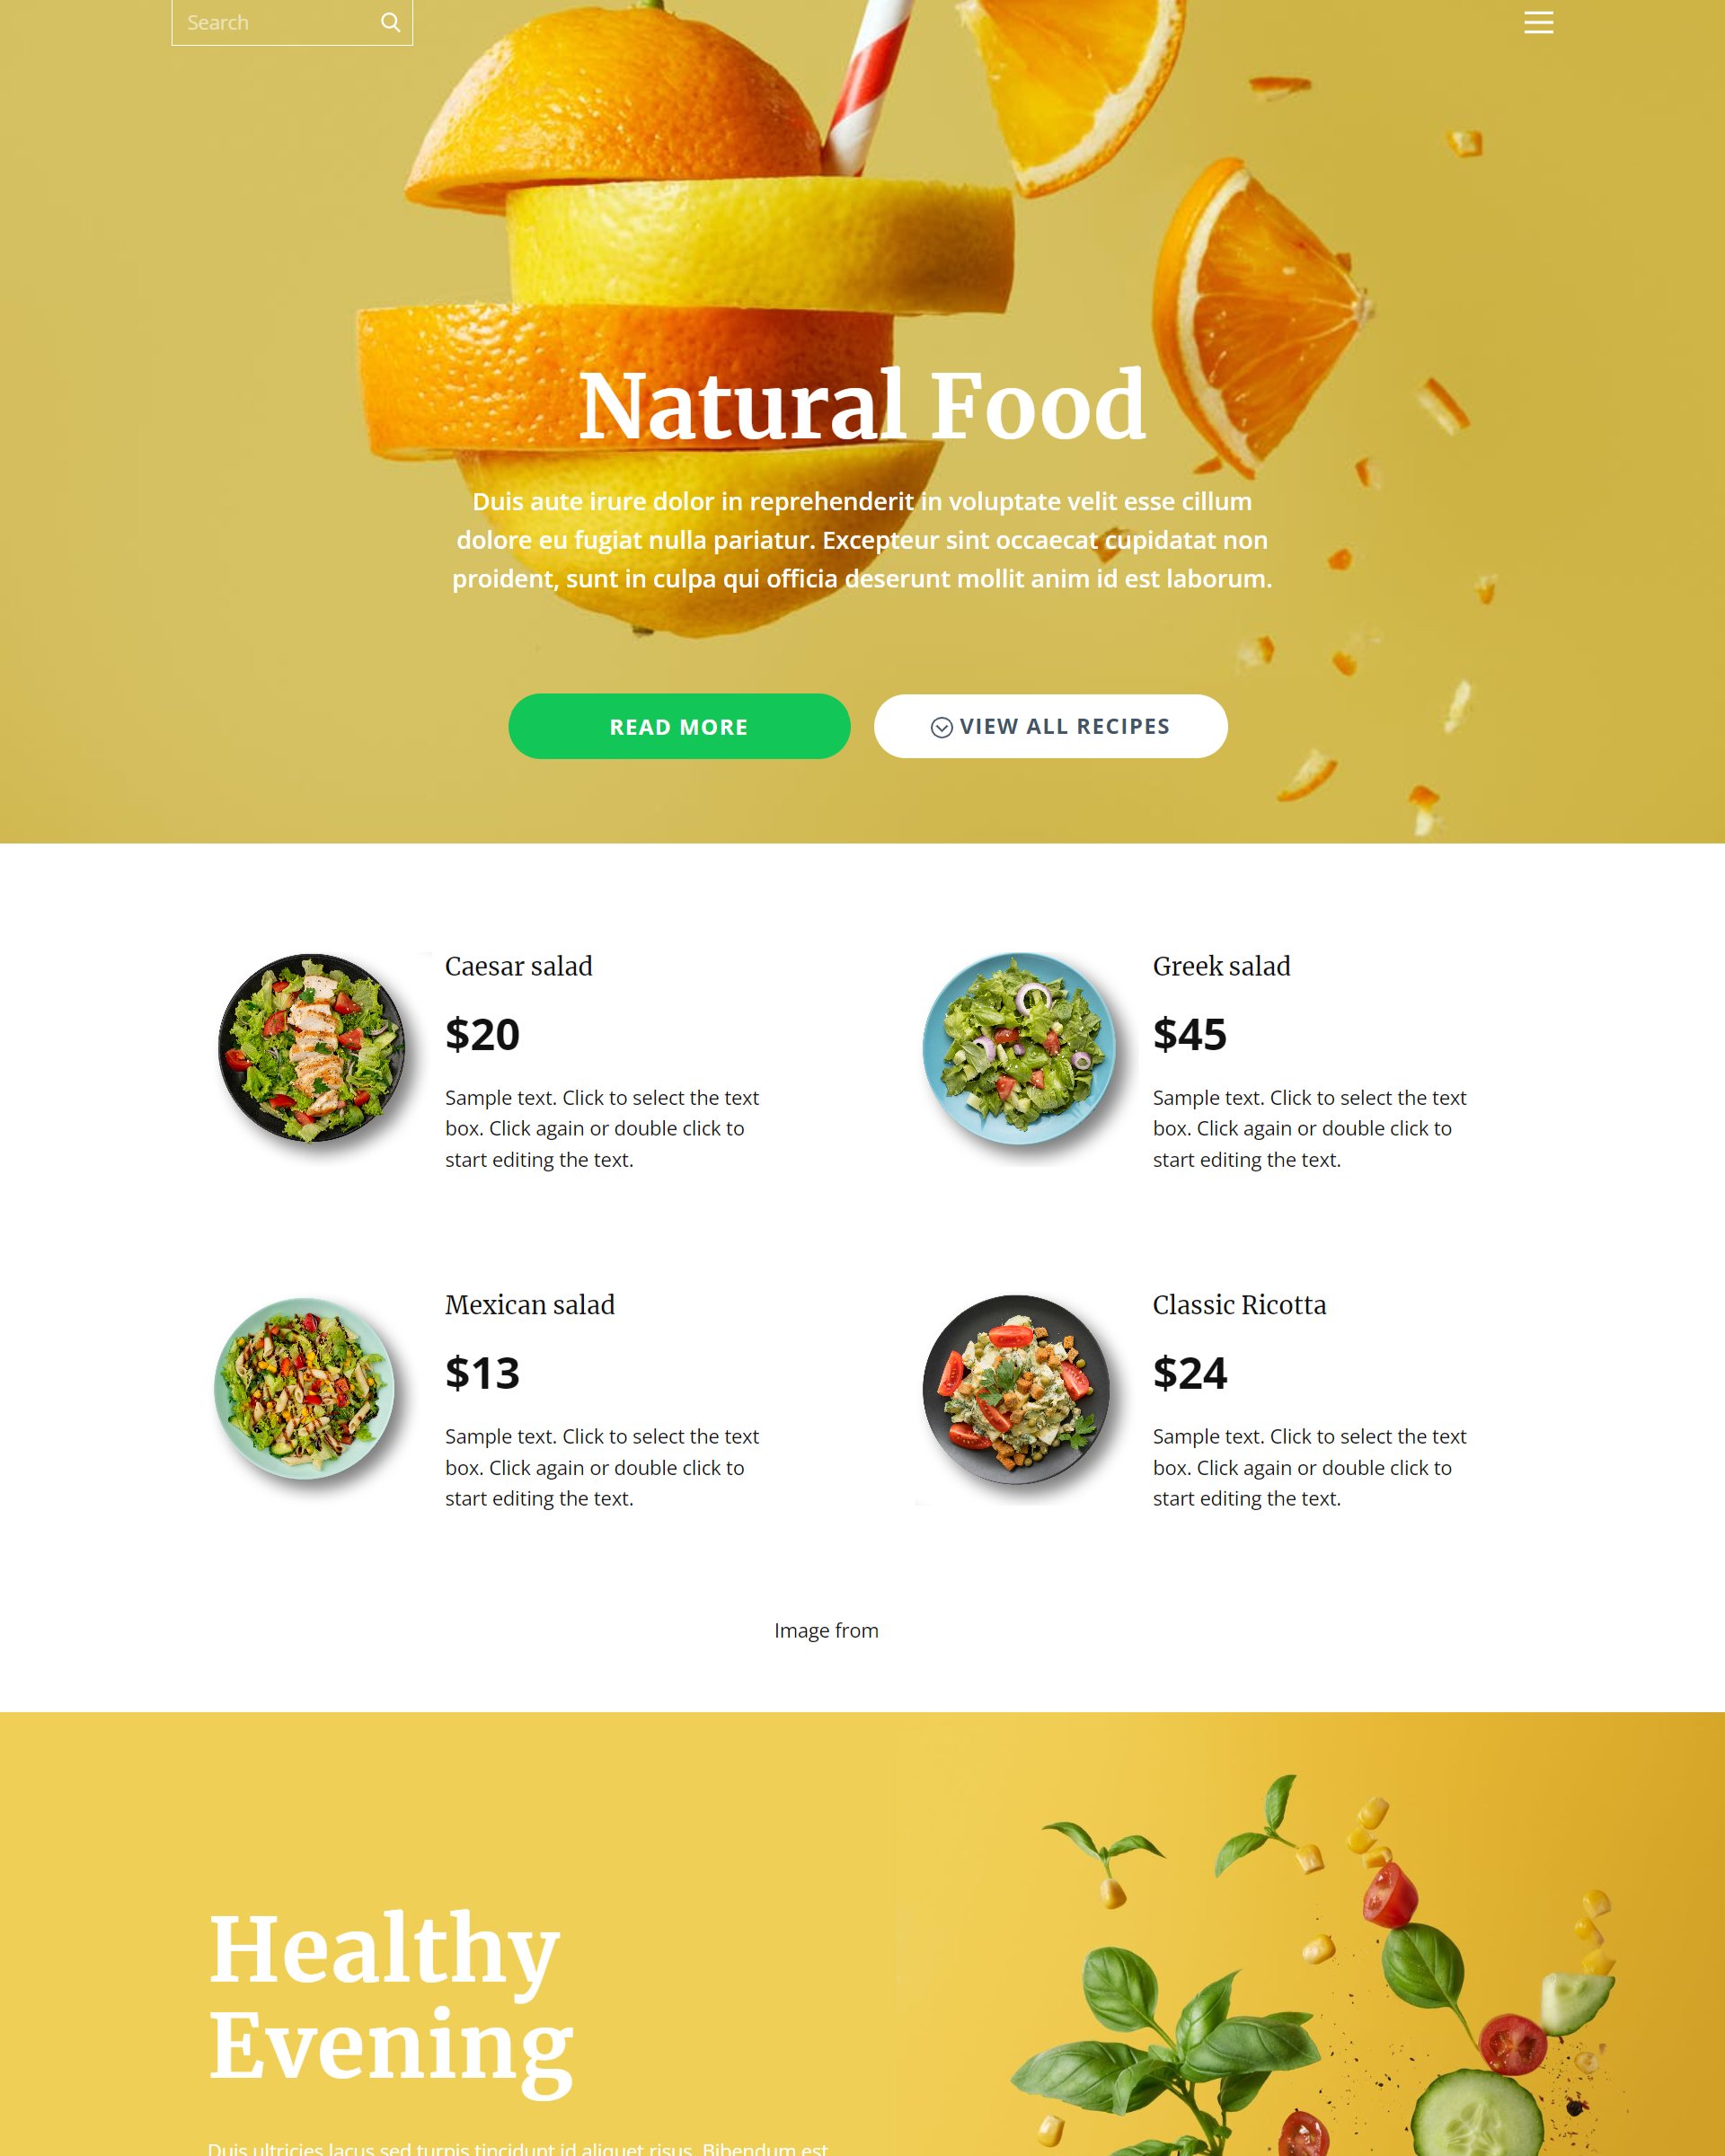 Search
Natural Food
Duis aute irure dolor in reprehenderit in voluptate velit esse cillum
dolore eu fugiat nulla pariatur. Excepteur sint occaecat cupidatat non
proident, sunt in culpa qui officia deserunt mollit anim id est laborum.
READ MORE
VIEW ALL RECIPES
Caesar salad
$20
Sample text. Click to select the text
box. Click again or double click to
start editing the text.
Greek salad
$45
Sample text. Click to select the text
box. Click again or double click to
start editing the text.
Mexican salad
$13
Sample text. Click to select the text
box. Click again or double click to
start editing the text.
Classic Ricotta
$24
Sample text. Click to select the text
box. Click again or double click to
start editing the text.
Image from
Healthy
Evening
Duis ultricies lacus sed turpis tincidunt id aliquet risus. Bibendum est